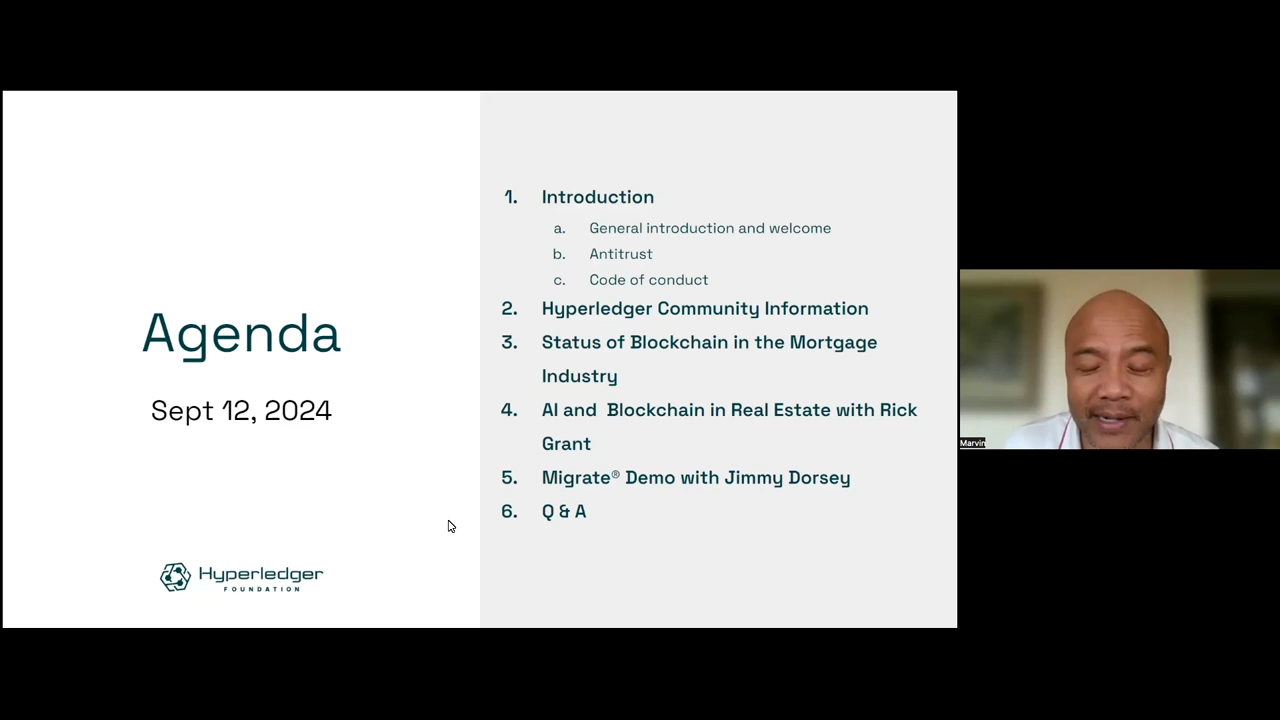 Agenda
Sept 12, 2024
Hyperledger
FOUNDATION
1. Introduction
a. General introduction and welcome
b. Antitrust
c. Code of conduct
2. Hyperledger Community Information
3. Status of Blockchain in the Mortgage
Industry
4. AI and  Blockchain in Real Estate with Rick
Grant
5. Migrate® Demo with Jimmy Dorsey
6. Q & A
Marvin